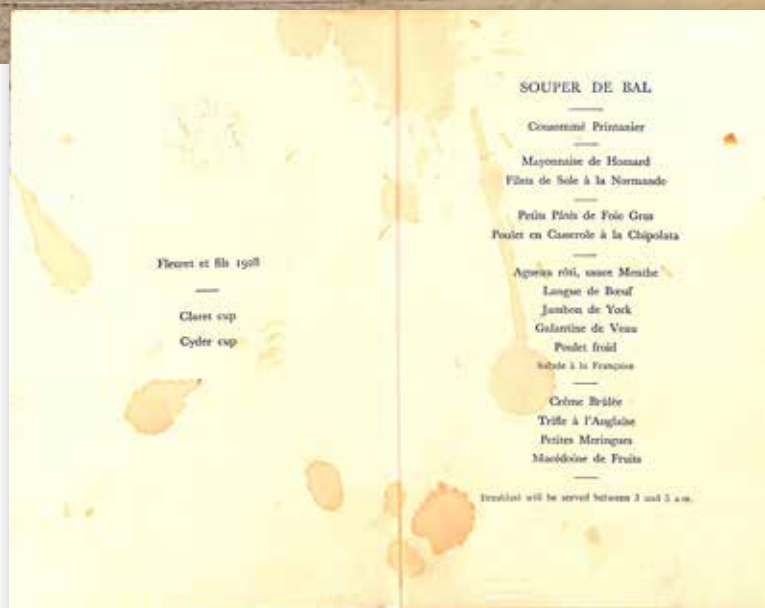 Fleuret et fils 1928
Claret cup
Cyder cup
SOUPER DE BAL
Consommé Printanier
Mayonnaise de Homard
Filets de Sole à la Normande
Petits Pâtés de Foie Gras
Poulet en Casserole à la Chipolata
Agneau rôti, sauce Menthe
Langue de Bœuf
Jambon de York
Galantine de Veau
Poulet froid
Salade à la Française
Crème Brûlée
Trifle à l'Anglaise
Petites Meringues
Macédoine de Fruits
Breakfast will be served between 3 and 5 a.m.